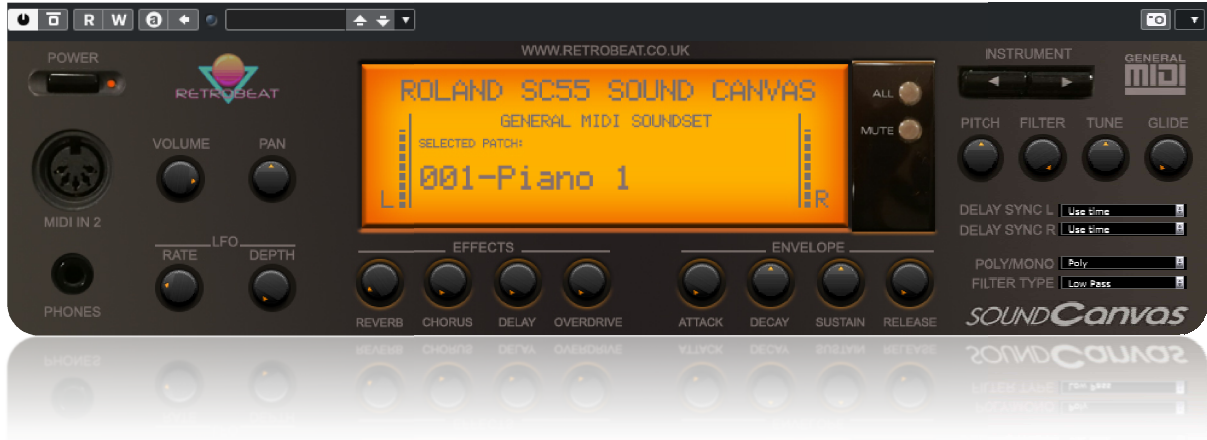 R W a
WWW.RETROBEAT.CO.UK
POWER
RETROBEAT
INSTRUMENT
GENERAL
MIDI
ROLAND SC55 SOUND CANVAS
GENERAL MIDI SOUNDSET
SELECTED PATCH:
001-Piano 1
L
R
ALL
MUTE
VOLUME PAN
MIDI IN 2
PITCH FILTER TUNE GLIDE
DELAY SYNC L Use time
DELAY SYNC R Use time
LFO
RATE DEPTH
EFFECTS
ENVELOPE
POLY/MONO Poly
FILTER TYPE Low Pass
PHONES
REVERB CHORUS DELAY OVERDRIVE
ATTACK DECAY SUSTAIN RELEASE
SOUND Canvas